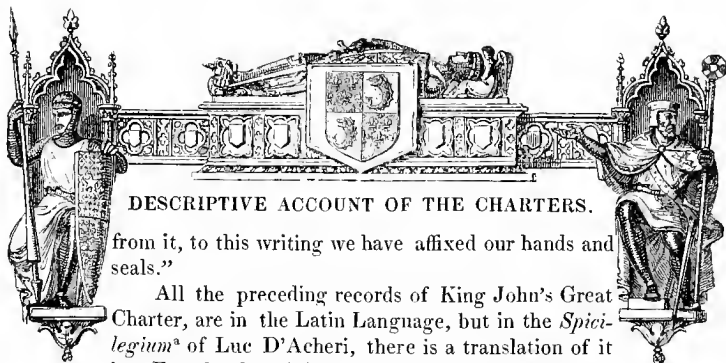 DESCRIPTIVE ACCOUNT OF THE CHARTERS.
from it, to this writing we have affixed our hands and
seals.”
All the preceding records of King John’s Great
Charter, are in the Latin Language, but in the Spici-
legiumᵃ of Luc D’Acheri, there is a translation of it